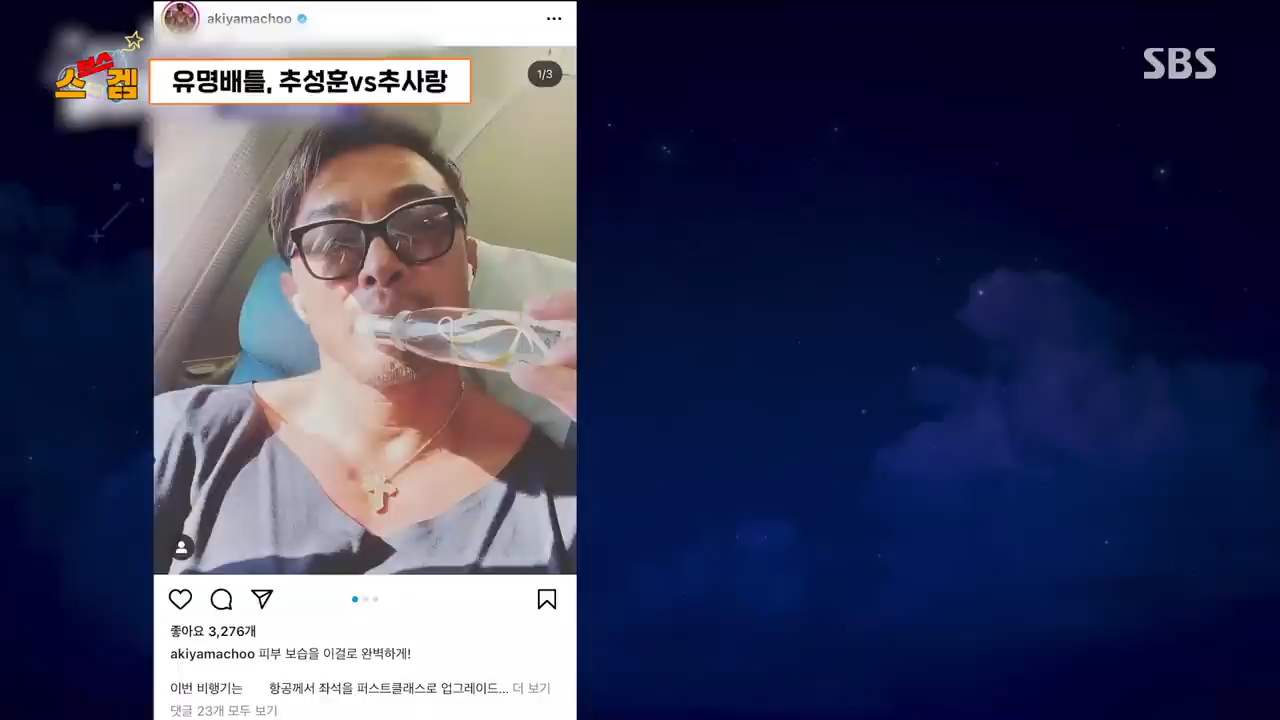 akiyamachoo
스
보스
겜
유명배틀, 추성훈vs추사랑
1/3
SBS
좋아요 3,276개
akiyamachoo 피부 보습을 이걸로 완벽하게!
이번 비행기는 항공께서 좌석을 퍼스트클래스로 업그레이드... 더 보기
댓글 23개 모두 보기